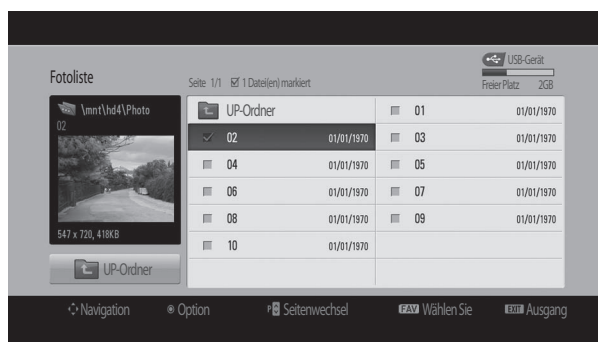 USB-Gerät
Freier Platz 2GB
Fotoliste
Seite 1/1 1 Datei(en) markiert
\mnt\hd4\Photo
02
547 x 720, 418KB
UP-Ordner
UP-Ordner
01 01/01/1970
02 01/01/1970
03 01/01/1970
04 01/01/1970
05 01/01/1970
06 01/01/1970
07 01/01/1970
08 01/01/1970
09 01/01/1970
10 01/01/1970
Navigation Option P Seitenwechsel FAV Wählen Sie EXIT Ausgang